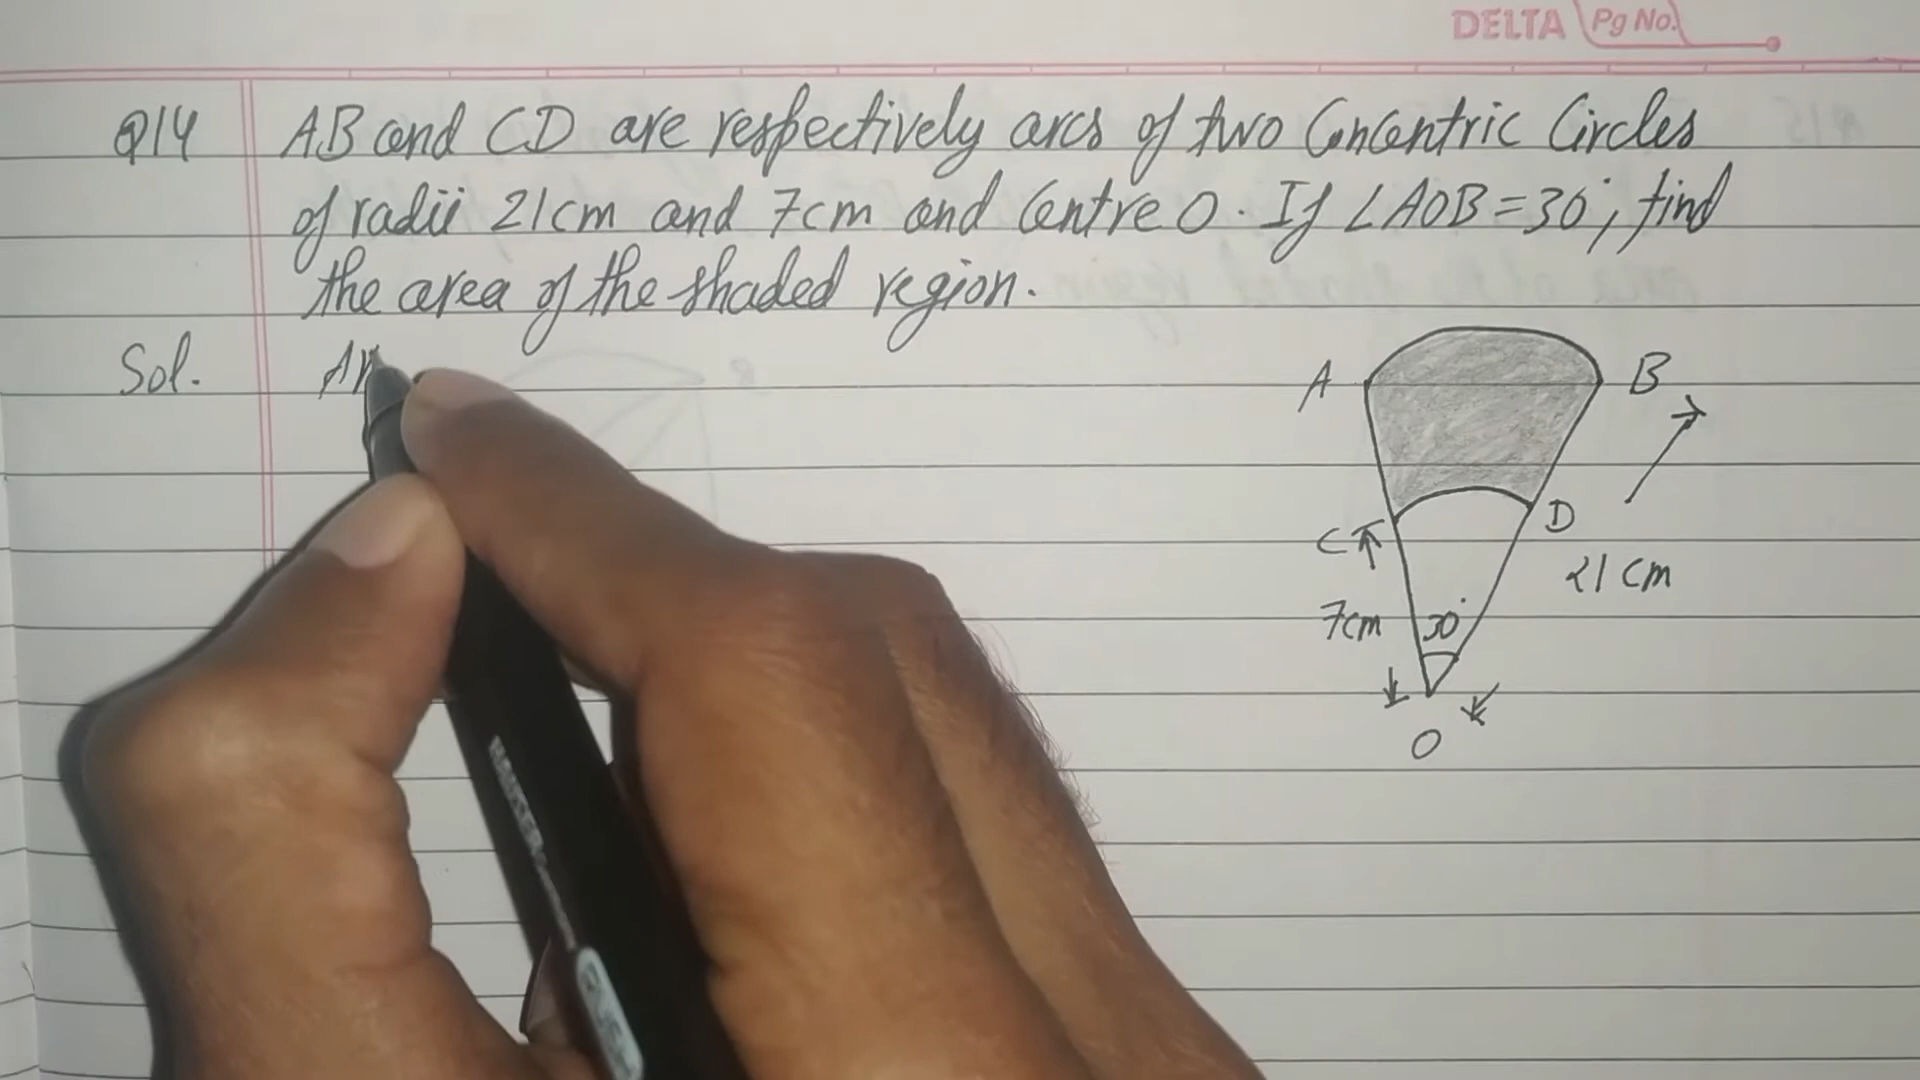 DELTA Pg No.
Q14 AB and CD are respectively arcs of two Concentric Circles
of radii 21cm and 7cm and Centre O. If ∠AOB=30°, find
the area of the shaded region.
Sol. Ar
A B
C D
21 cm
7cm 30°
O